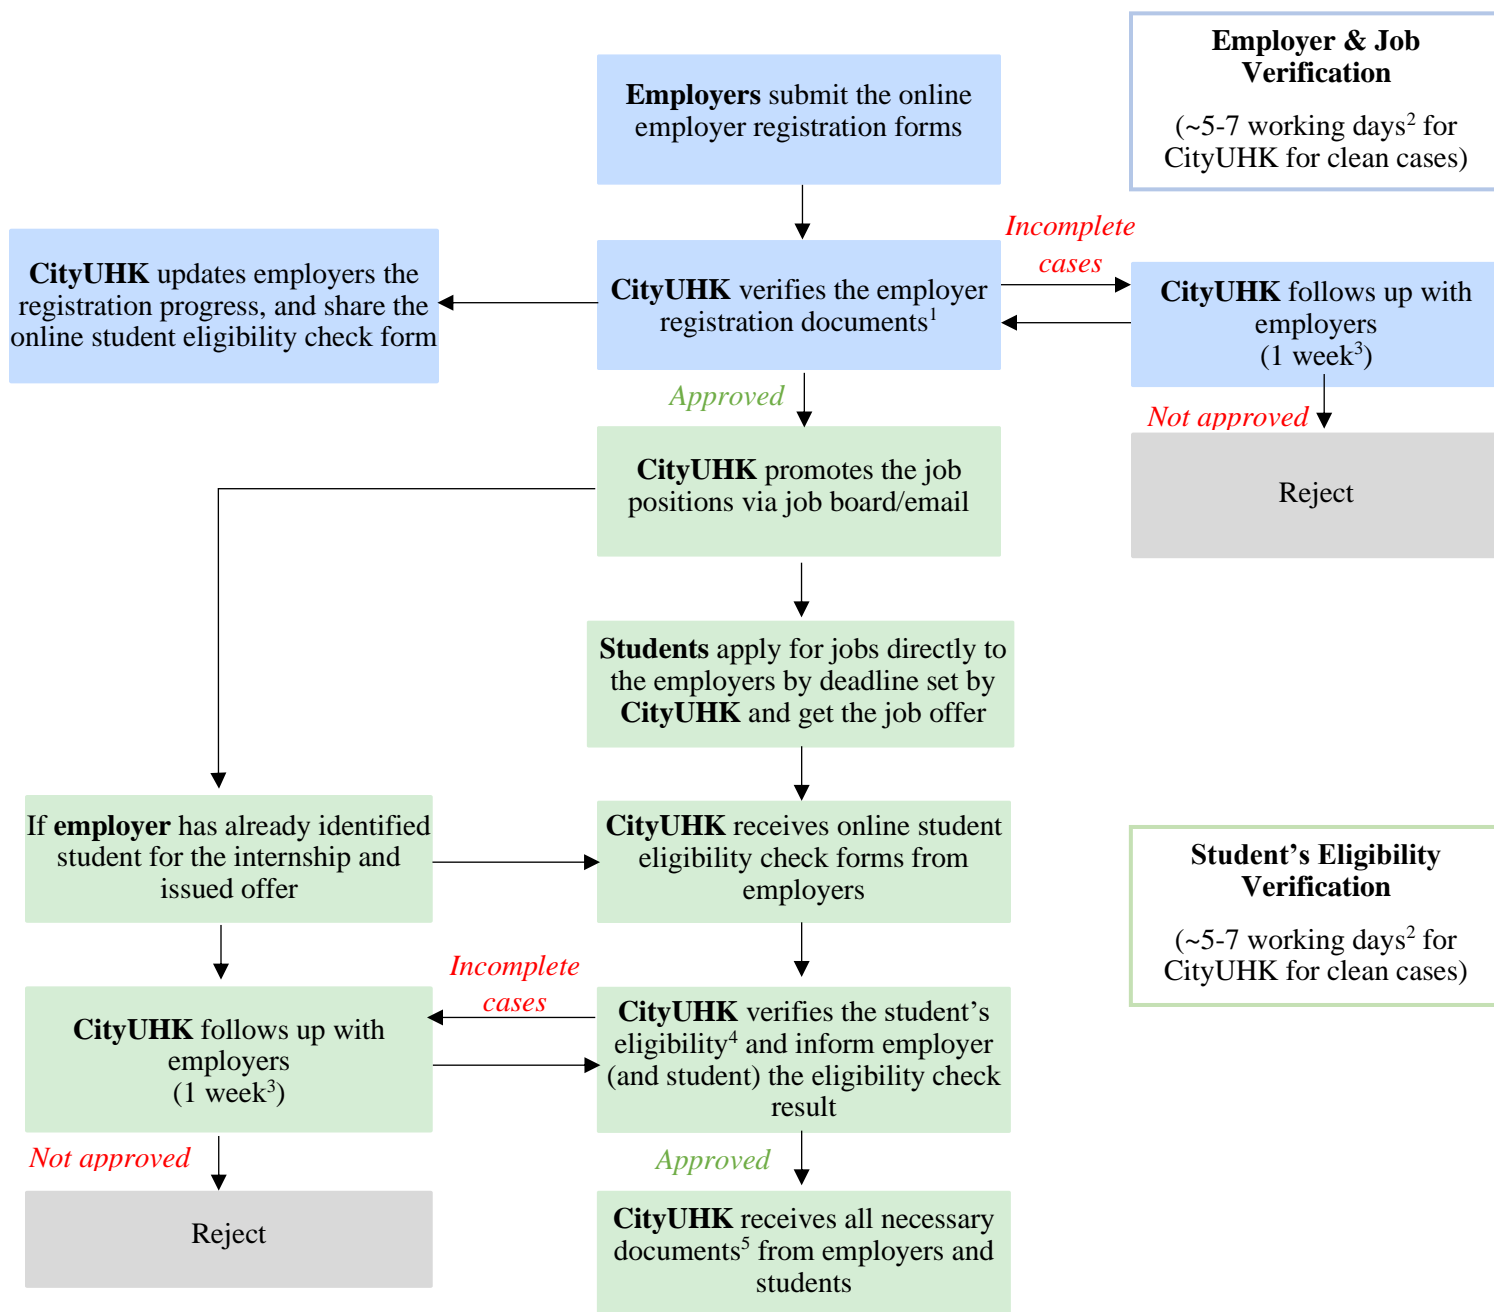 Employers submit the online
employer registration forms
Employer & Job
Verification
(~5-7 working days² for
CityUHK for clean cases)
CityUHK updates employers the
registration progress, and share the
online student eligibility check form
CityUHK verifies the employer
registration documents¹
Incomplete
cases
CityUHK follows up with
employers
(1 week³)
Approved
Not approved
CityUHK promotes the job
positions via job board/email
Reject
Students apply for jobs directly to
the employers by deadline set by
CityUHK and get the job offer
If employer has already identified
student for the internship and
issued offer
CityUHK receives online student
eligibility check forms from
employers
Student’s Eligibility
Verification
(~5-7 working days² for
CityUHK for clean cases)
Incomplete
cases
CityUHK follows up with
employers
(1 week³)
CityUHK verifies the student’s
eligibility⁴ and inform employer
(and student) the eligibility check
result
Not approved
Approved
Reject
CityUHK receives all necessary
documents⁵ from employers and
students